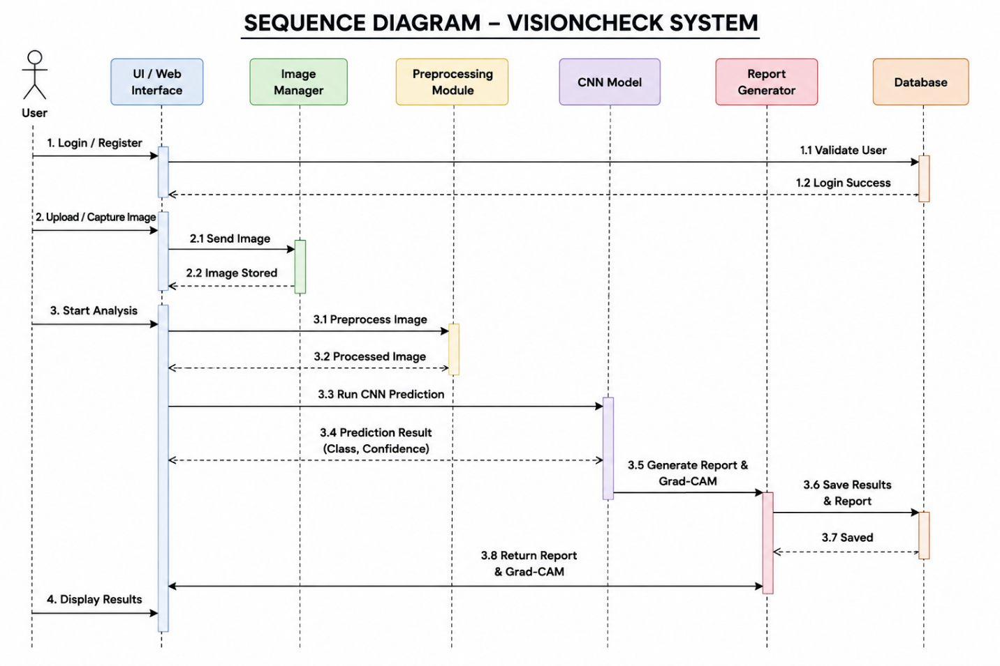 SEQUENCE DIAGRAM – VISIONCHECK SYSTEM
User
UI / Web
Interface
Image
Manager
Preprocessing
Module
CNN Model
Report
Generator
Database
1. Login / Register
1.1 Validate User
1.2 Login Success
2. Upload / Capture Image
2.1 Send Image
2.2 Image Stored
3. Start Analysis
3.1 Preprocess Image
3.2 Processed Image
3.3 Run CNN Prediction
3.4 Prediction Result
(Class, Confidence)
3.5 Generate Report &
Grad-CAM
3.6 Save Results
& Report
3.7 Saved
3.8 Return Report
& Grad-CAM
4. Display Results